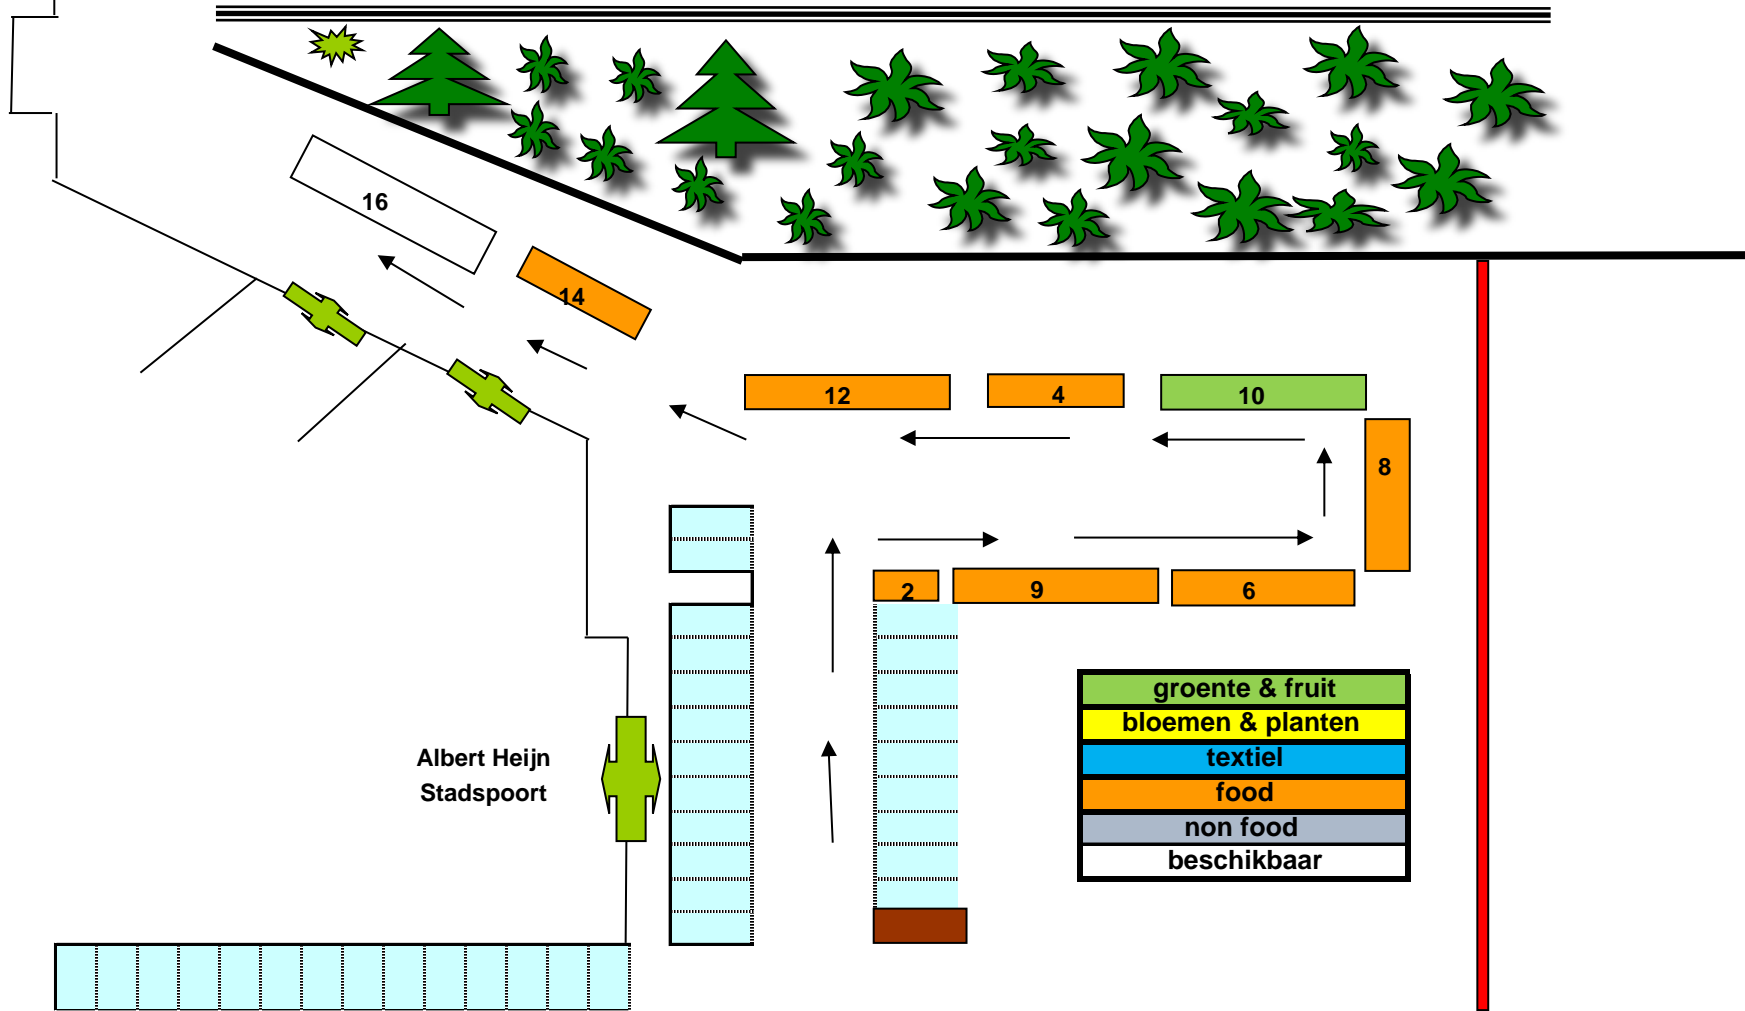 16
14
12
4
10
8
2
9
6
groente & fruit
bloemen & planten
textiel
food
non food
beschikbaar
Albert Heijn
Stadspoort